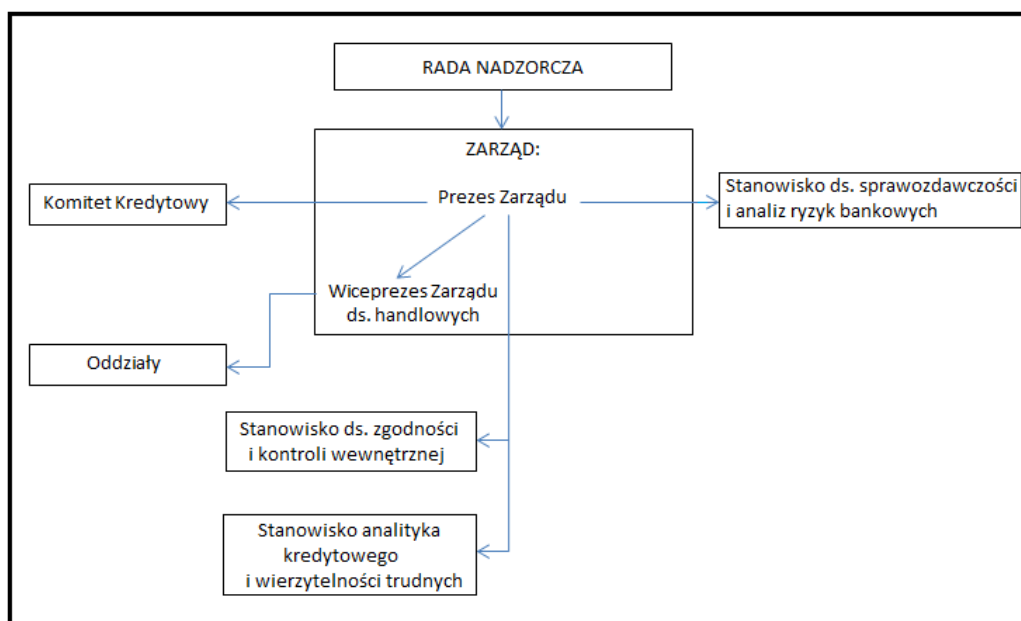 RADA NADZORCZA
ZARZĄD:
Prezes Zarządu
Komitet Kredytowy
Stanowisko ds. sprawozdawczości
i analiz ryzyk bankowych
Wiceprezes Zarządu
ds. handlowych
Oddziały
Stanowisko ds. zgodności
i kontroli wewnętrznej
Stanowisko analityka
kredytowego
i wierzytelności trudnych